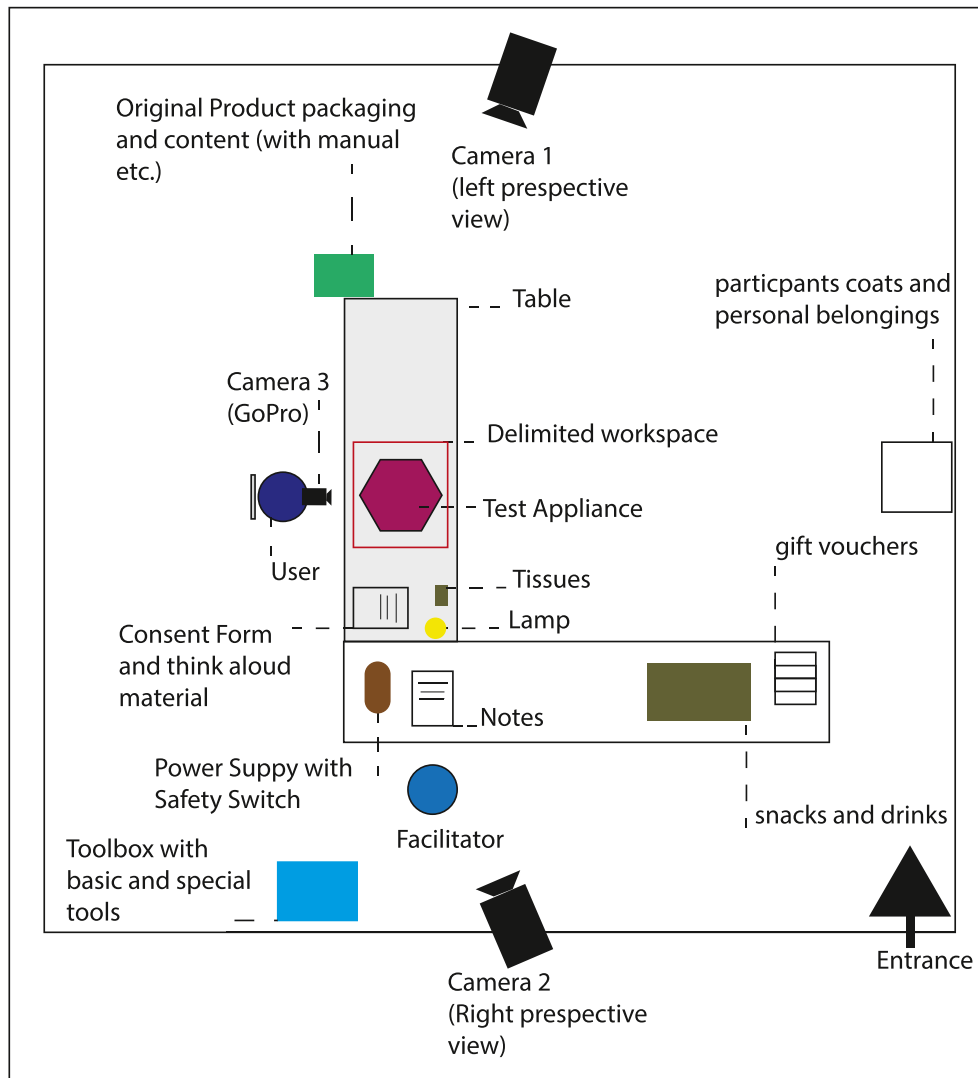 Original Product packaging
and content (with manual
etc.)
Camera 1
(left prespective
view)
Table
particpants coats and
personal belongings
Camera 3
(GoPro)
Delimited workspace
Test Appliance
gift vouchers
User
Tissues
Lamp
Consent Form
and think aloud
material
Notes
Power Suppy with
Safety Switch
snacks and drinks
Facilitator
Toolbox with
basic and special
tools
Entrance
Camera 2
(Right prespective
view)